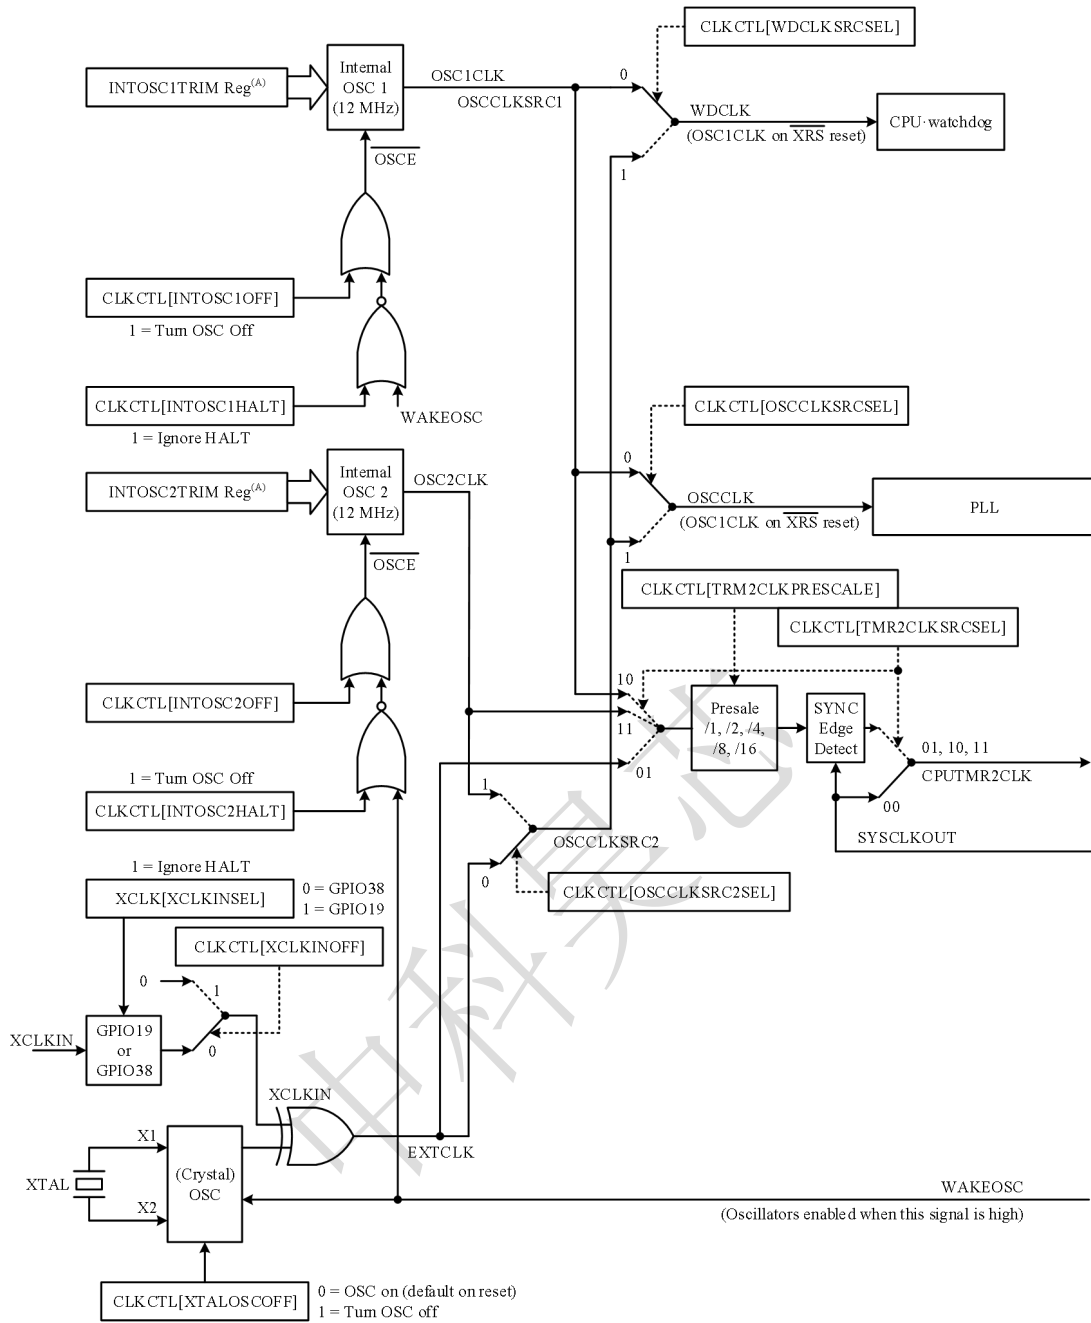 CLKCTL[WDCLKSRCSEL]
INTOSC1TRIM Reg(A)
Internal
OSC 1
(12 MHz)
OSC1CLK
OSCCLKSRC1
0
WDCLK
(OSC1CLK on XRS reset)
CPU·watchdog
1
OSCE
CLKCTL[INTOSC1OFF]
1 = Turn OSC Off
CLKCTL[INTOSC1HALT]
WAKEOSC
1 = Ignore HALT
CLKCTL[OSCCLKSRCSEL]
INTOSC2TRIM Reg(A)
Internal
OSC 2
(12 MHz)
OSC2CLK
0
OSCCLK
(OSC1CLK on XRS reset)
PLL
1
OSCE
CLKCTL[TRM2CLKPRESCALE]
CLKCTL[TMR2CLKSRCSEL]
CLKCTL[INTOSC2OFF]
10
11
01
Presale
/1, /2, /4,
/8, /16
SYNC
Edge
Detect
01, 10, 11
CPUTMR2CLK
00
SYSCLKOUT
1 = Turn OSC Off
CLKCTL[INTOSC2HALT]
1
OSCCLKSRC2
0
CLKCTL[OSCCLKSRC2SEL]
1 = Ignore HALT
XCLK[XCLKINSEL]
0 = GPIO38
1 = GPIO19
CLKCTL[XCLKINOFF]
0
1
XCLKIN
GPIO19
or
GPIO38
0
XCLKIN
EXTCLK
XTAL
X1
X2
(Crystal)
OSC
WAKEOSC
(Oscillators enabled when this signal is high)
CLKCTL[XTALOSCOFF]
0 = OSC on (default on reset)
1 = Turn OSC off
中科昊芯